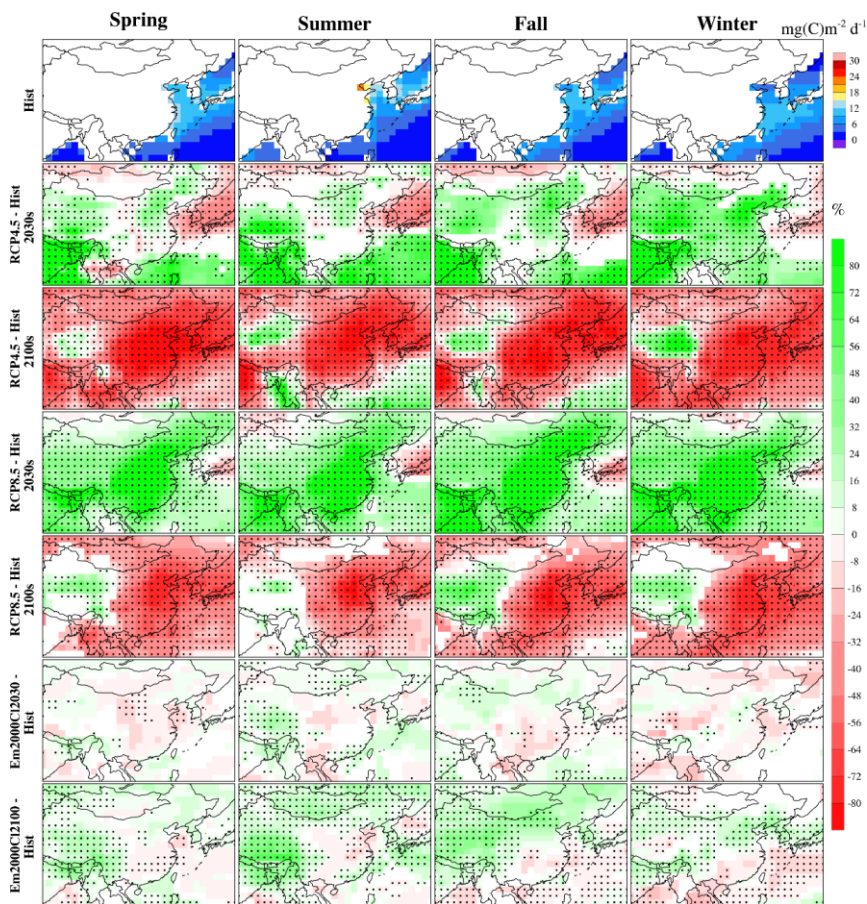 Spring Summer Fall Winter mg(C)m⁻² d⁻¹
Hist
30
24
18
12
6
0
RCP4.5 - Hist
2030s
%
RCP4.5 - Hist
2100s
RCP8.5 - Hist
2030s
RCP8.5 - Hist
2100s
Em2000Cl2030 -
Hist
Em2000Cl2100 -
Hist
80
72
64
56
48
40
32
24
16
8
0
-8
-16
-24
-32
-40
-48
-56
-64
-72
-80